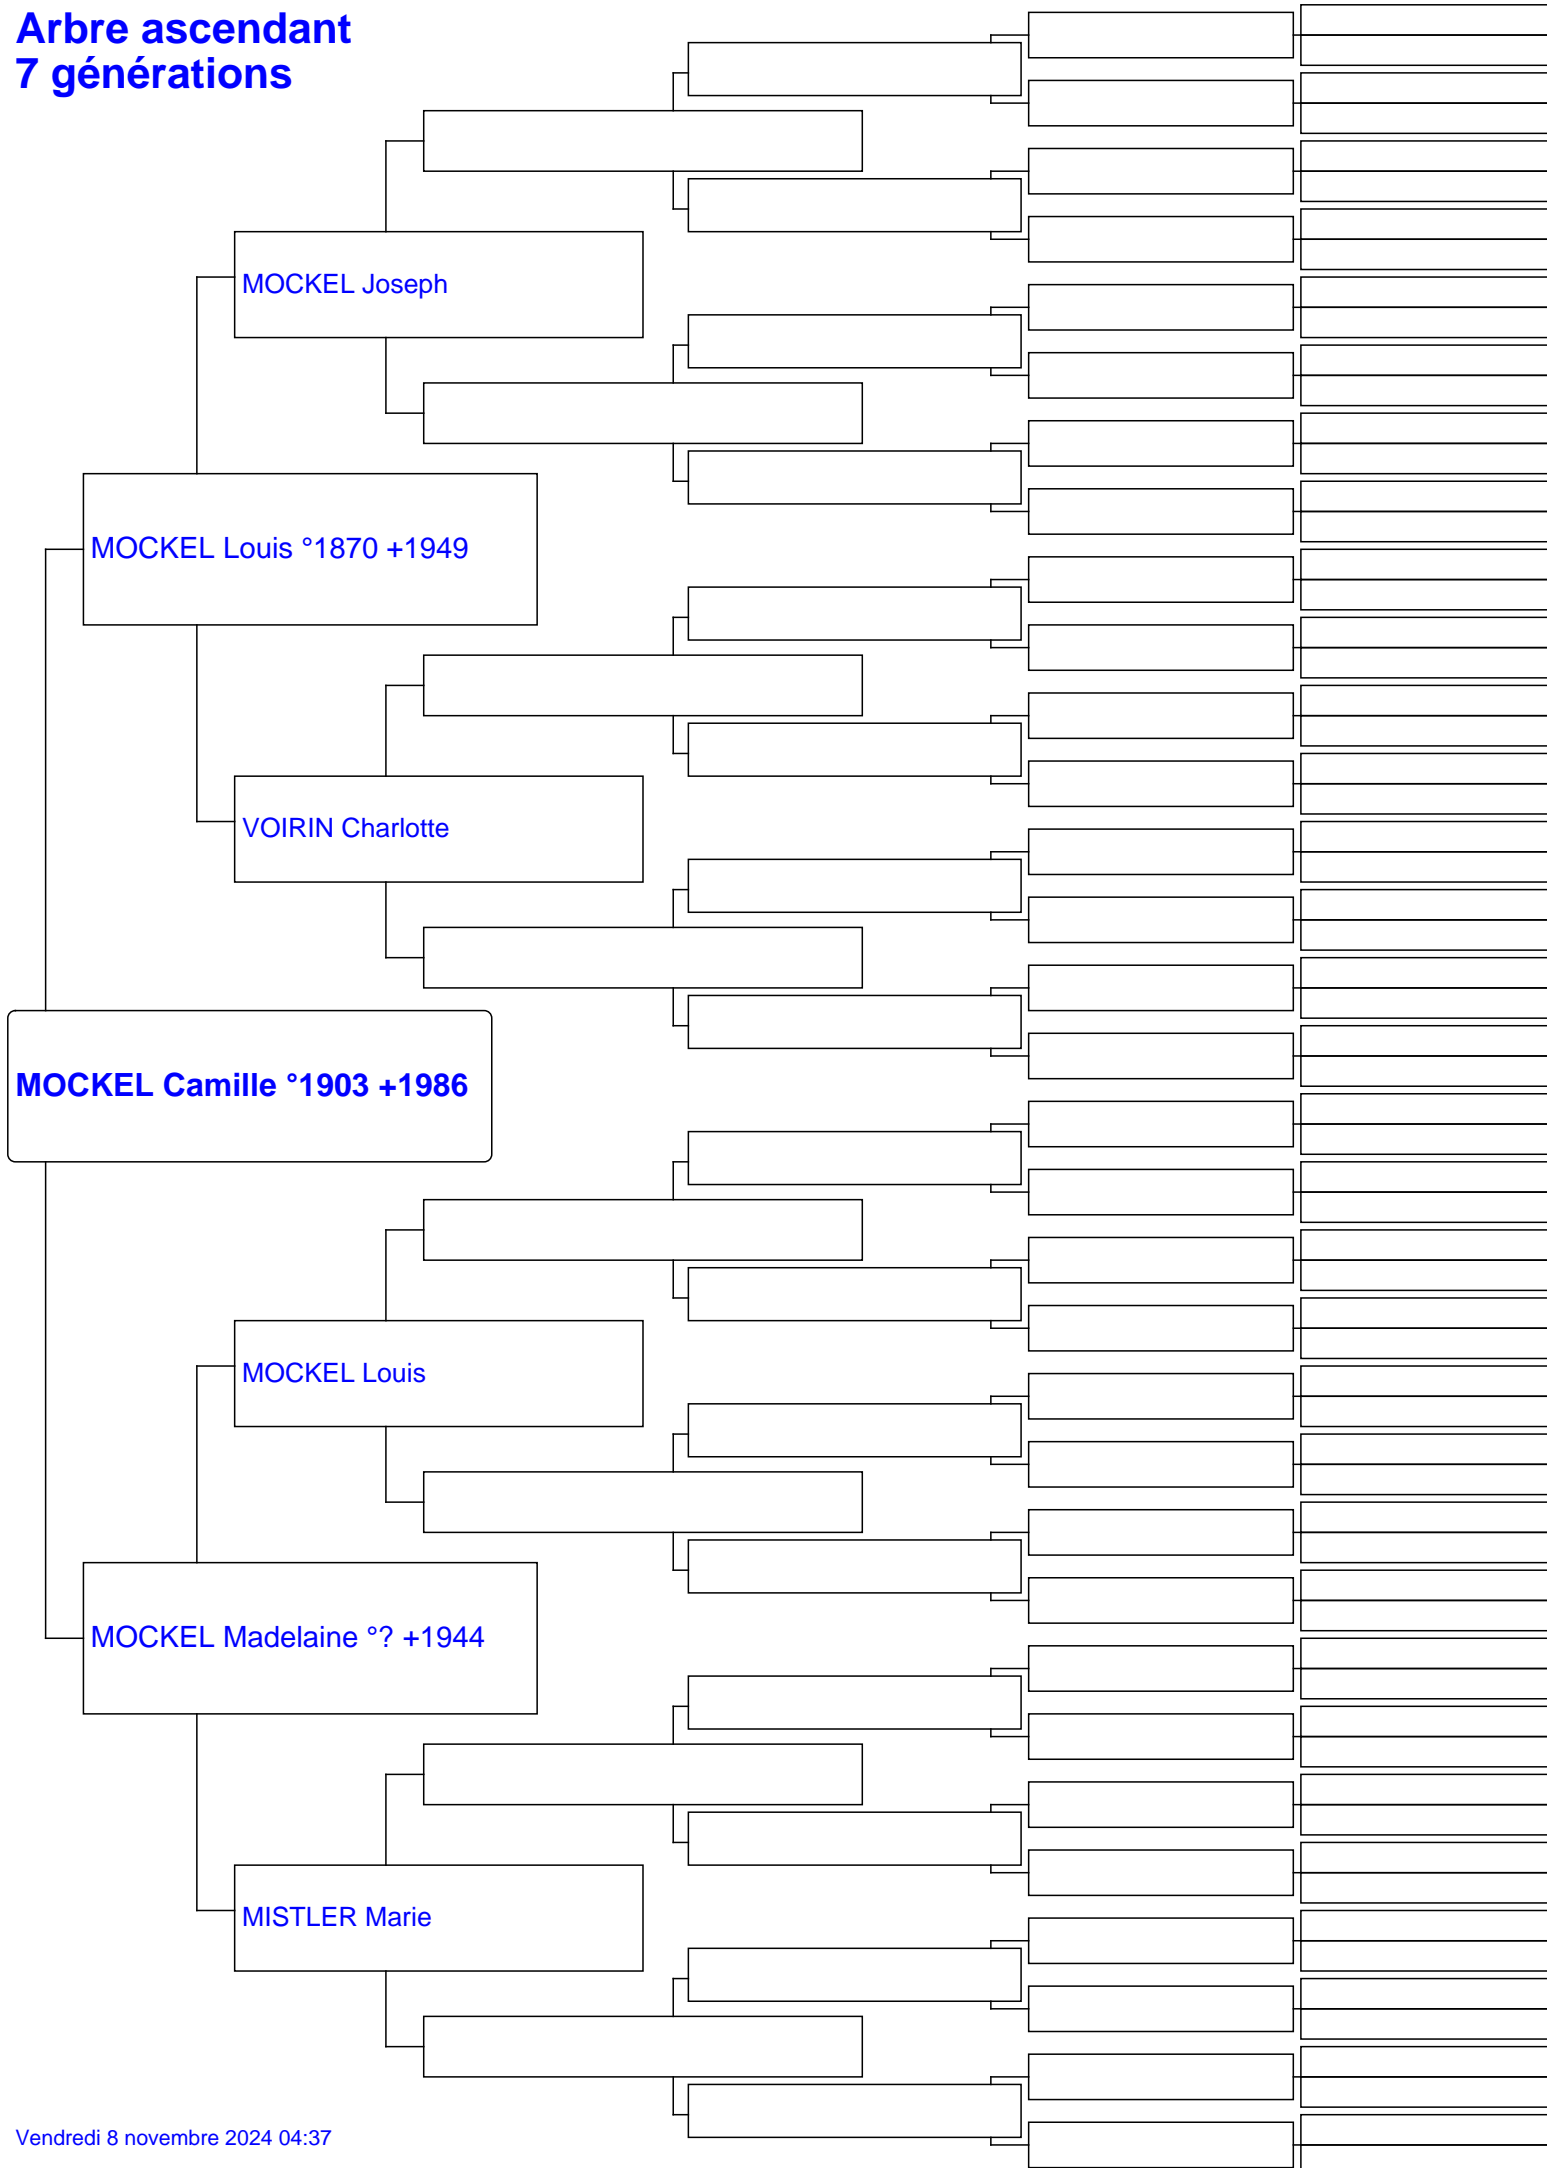 Arbre ascendant
7 générations
MOCKEL Joseph
MOCKEL Louis °1870 +1949
VOIRIN Charlotte
MOCKEL Camille °1903 +1986
MOCKEL Louis
MOCKEL Madelaine °? +1944
MISTLER Marie
Vendredi 8 novembre 2024 04:37